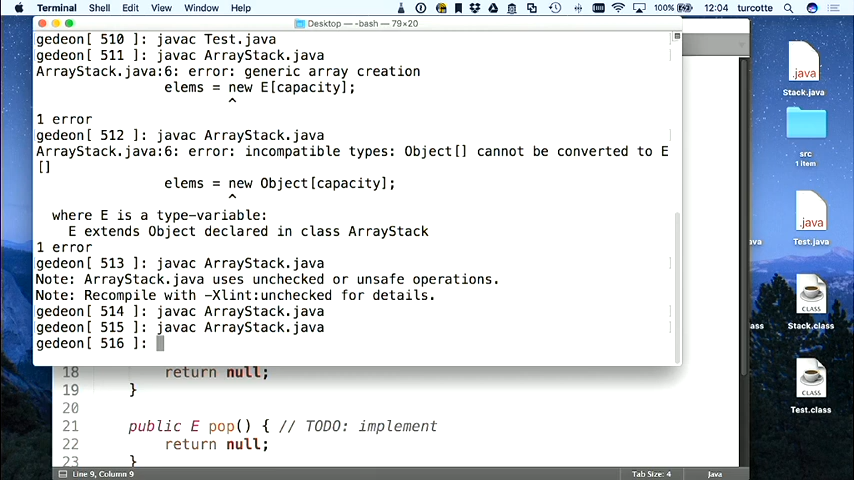 Terminal Shell Edit View Window Help 100% 12:04 turcotte
Desktop — -bash — 79×20
gedeon[ 510 ]: javac Test.java
gedeon[ 511 ]: javac ArrayStack.java
ArrayStack.java:6: error: generic array creation
elems = new E[capacity];
^
1 error
gedeon[ 512 ]: javac ArrayStack.java
ArrayStack.java:6: error: incompatible types: Object[] cannot be converted to E
[]
elems = new Object[capacity];
^
where E is a type-variable:
E extends Object declared in class ArrayStack
1 error
gedeon[ 513 ]: javac ArrayStack.java
Note: ArrayStack.java uses unchecked or unsafe operations.
Note: Recompile with -Xlint:unchecked for details.
gedeon[ 514 ]: javac ArrayStack.java
gedeon[ 515 ]: javac ArrayStack.java
gedeon[ 516 ]:
18 return null;
19 }
20
21 public E pop() { // TODO: implement
22 return null;
23 }
Line 9, Column 9 Tab Size: 4 Java
.java
Stack.java
src
1 item
.java
Test.java
ava
CLASS
Stack.class
ass
CLASS
Test.class